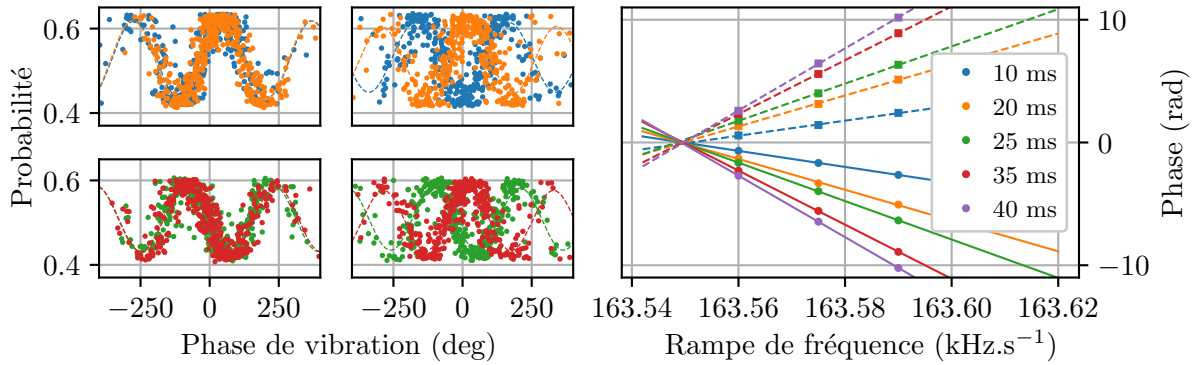 0.6
0.4
0.6
0.4
Probabilité
−250
0
250
−250
0
250
Phase de vibration (deg)
10 ms
20 ms
25 ms
35 ms
40 ms
10
0
−10
Phase (rad)
163.54
163.56
163.58
163.60
163.62
Rampe de fréquence (kHz.s⁻¹)